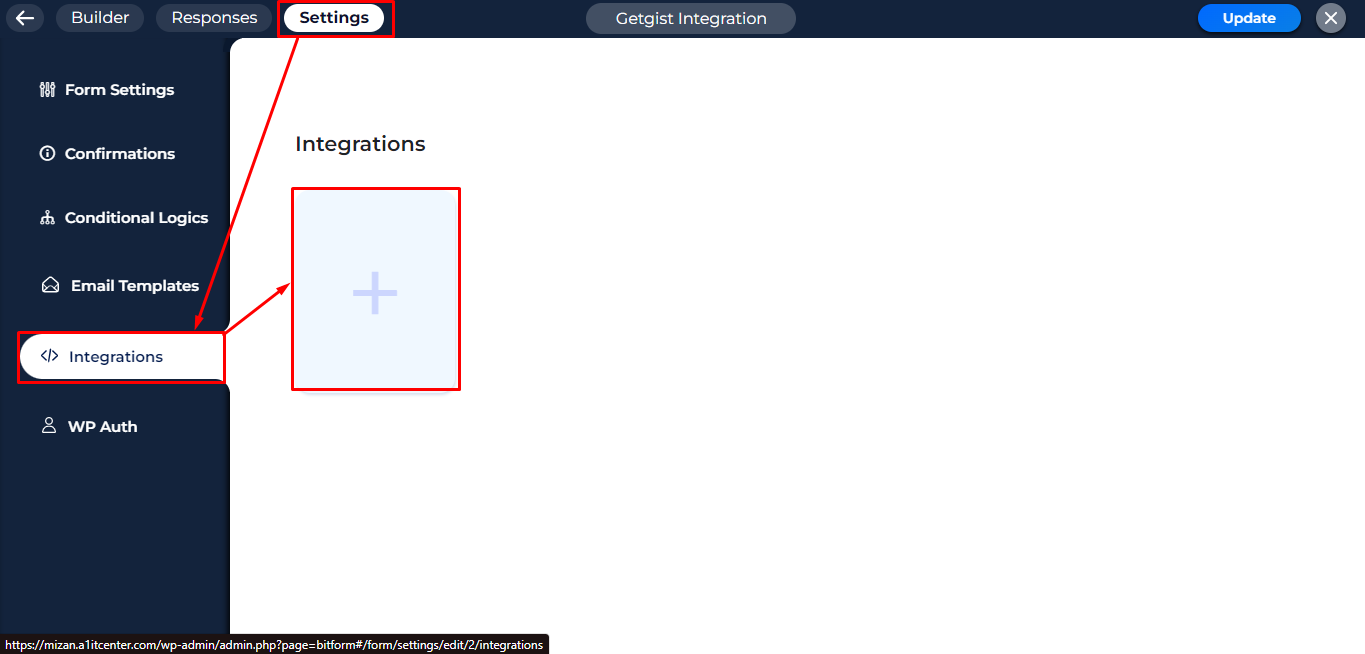 Builder
Responses
Settings
Getgist Integration
Update
Form Settings
Confirmations
Conditional Logics
Email Templates
Integrations
WP Auth
Integrations
https://mizan.a1itcenter.com/wp-admin/admin.php?page=bitform#/form/settings/edit/2/integrations